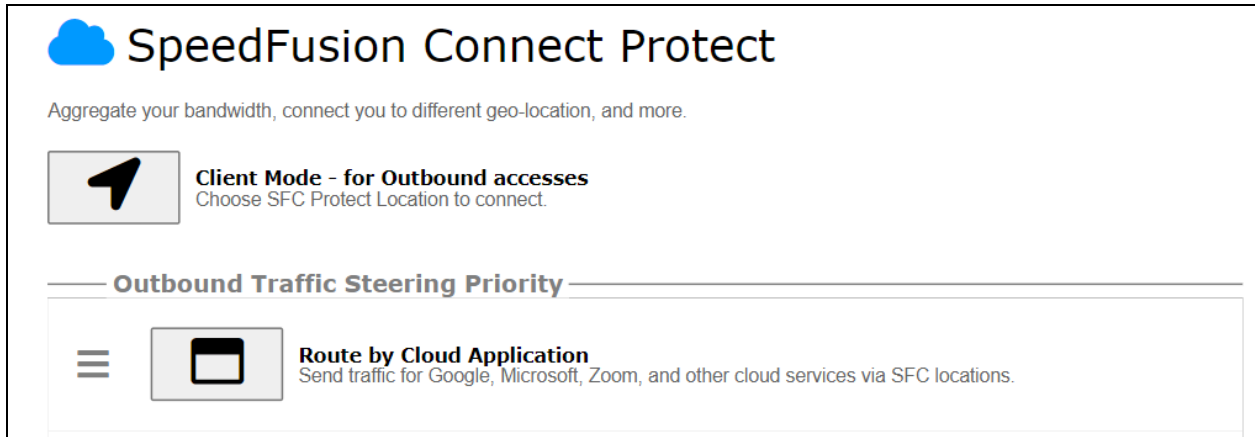 SpeedFusion Connect Protect
Aggregate your bandwidth, connect you to different geo-location, and more.
Client Mode - for Outbound accesses
Choose SFC Protect Location to connect.
Outbound Traffic Steering Priority
Route by Cloud Application
Send traffic for Google, Microsoft, Zoom, and other cloud services via SFC locations.